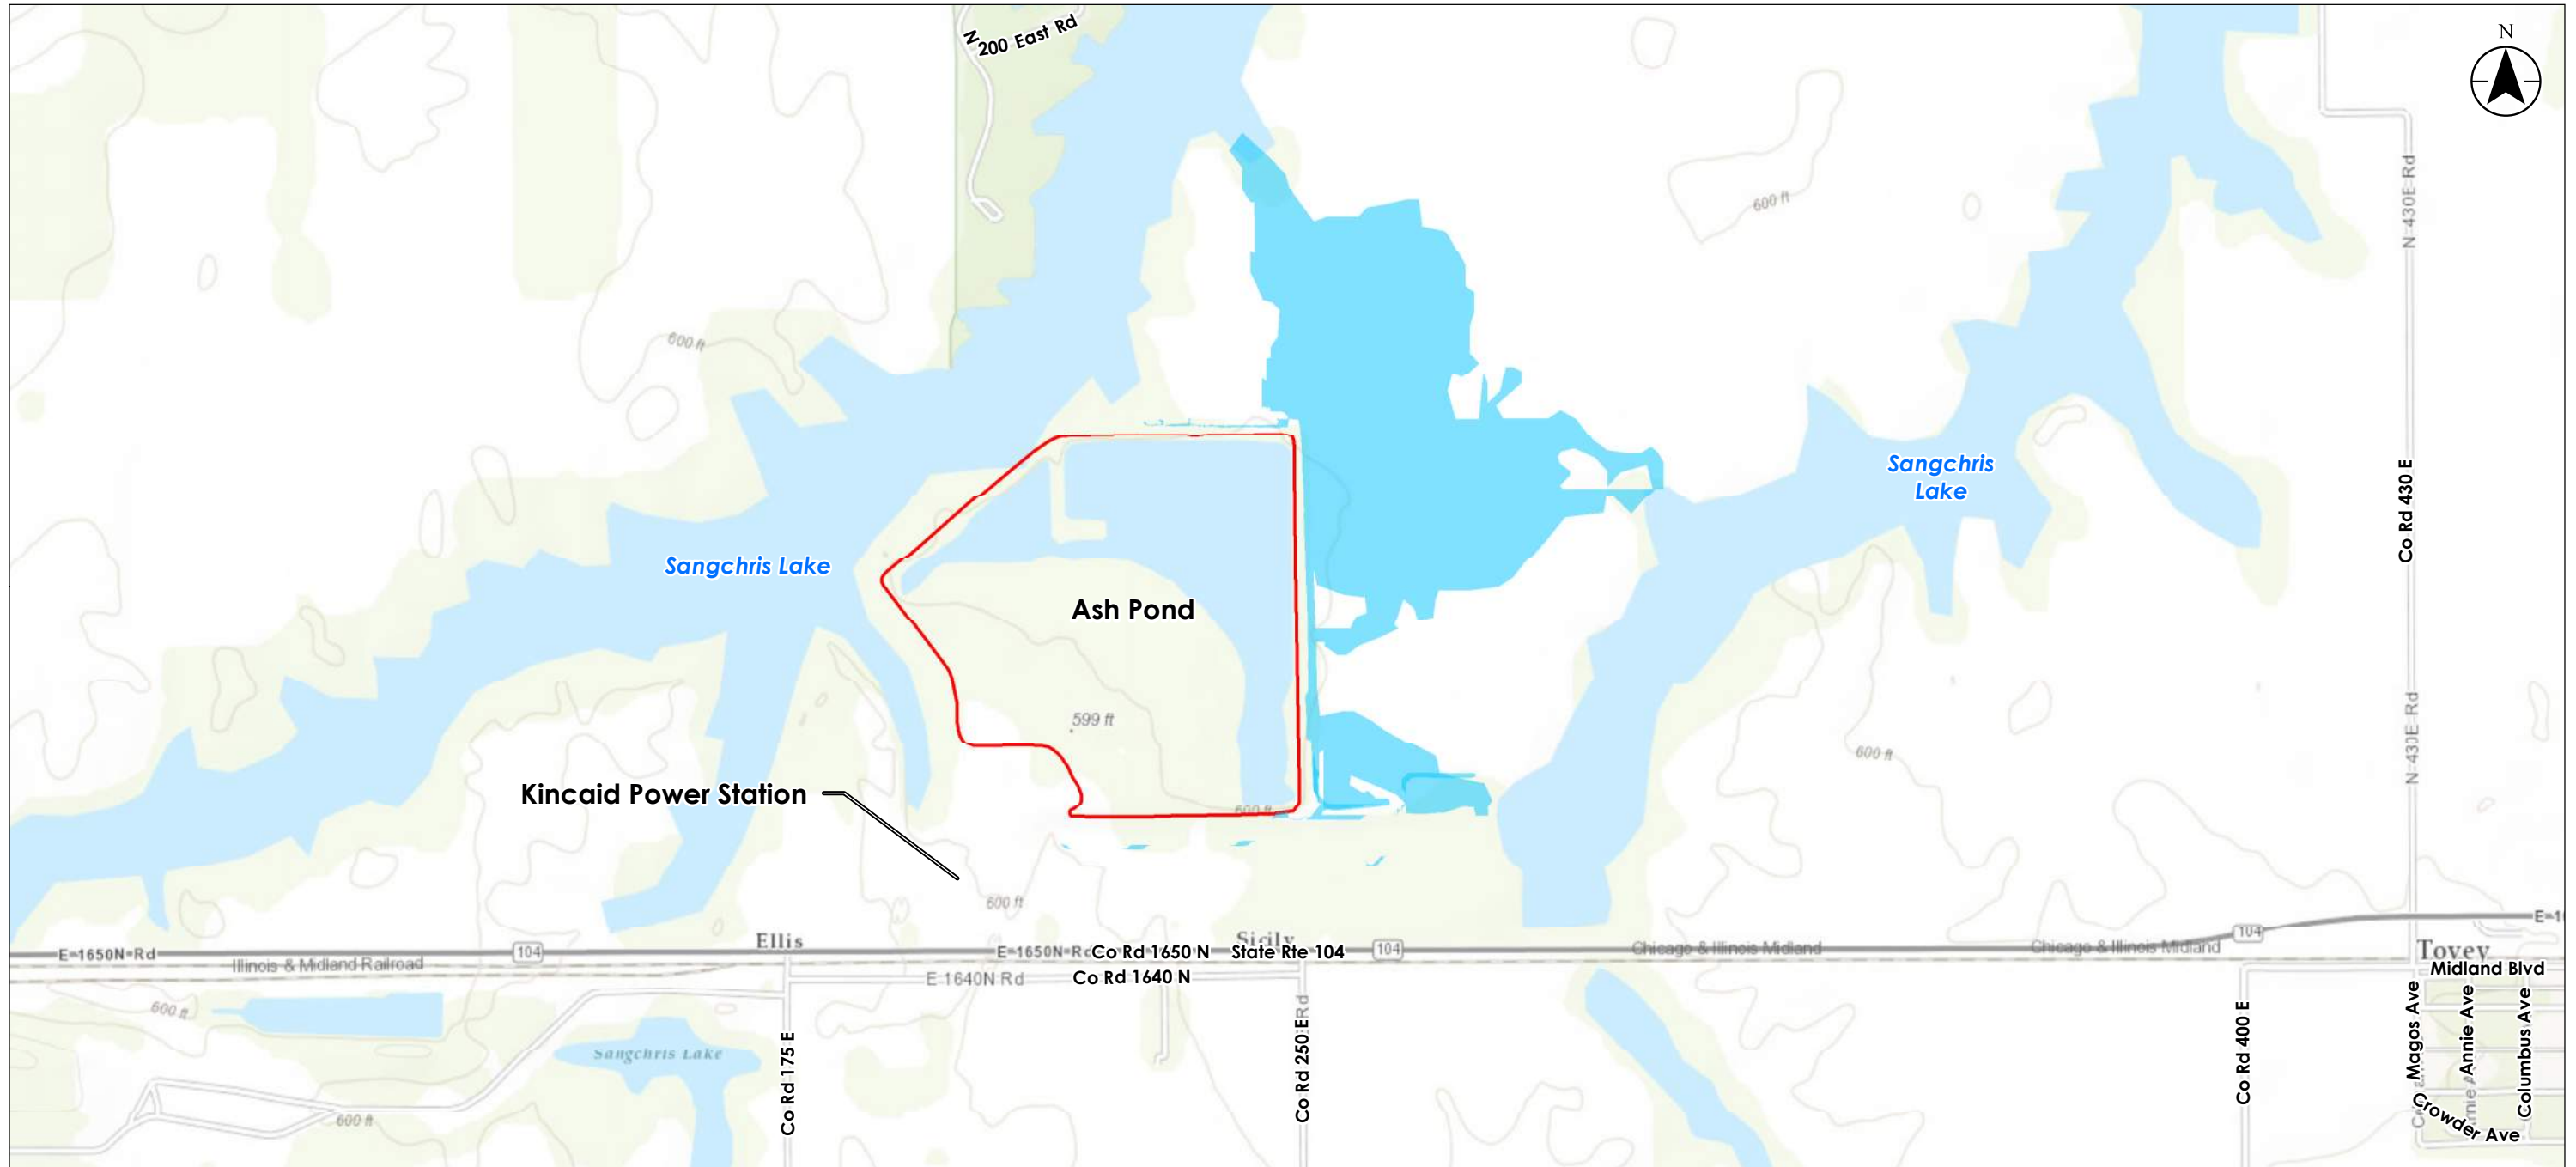 N 200 East Rd
N
N 430E Rd
600 ft
600 ft
Sangchris
Lake
Co Rd 430 E
Sangchris Lake
Ash Pond
599 ft
N 430E Rd
600 ft
Kincaid Power Station
600 ft
600 ft
E 1650N Rd
104
Ellis
Sicily
Co Rd 1650 N
State Rte 104
104
Chicago & Illinois Midland
Chicago & Illinois Midland
104
Tovey
Illinois & Midland Railroad
E 1640N Rd
Co Rd 1640 N
Midland Blvd
600 ft
Sangchris Lake
600 ft
Co Rd 175 E
Co Rd 250 E
Co Rd 400 E
Magos Ave
Annie Ave
Columbus Ave
Crowder Ave